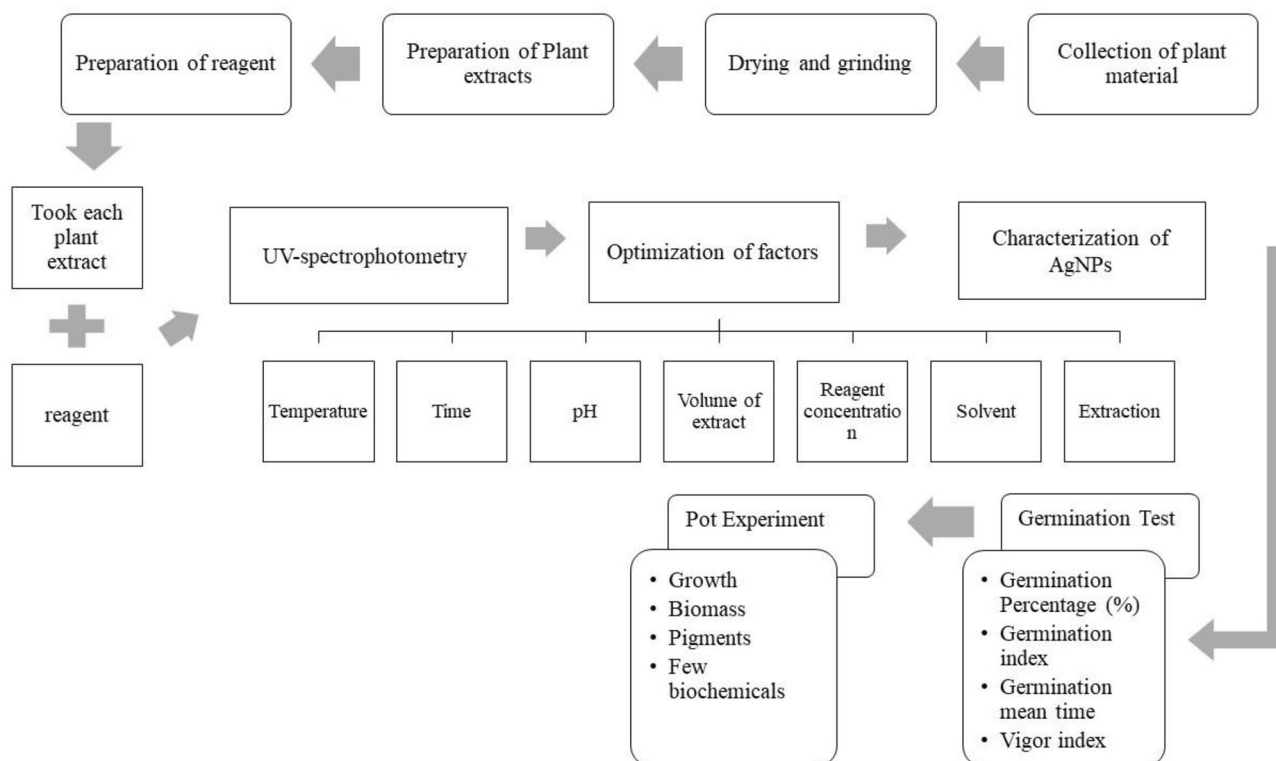 Preparation of reagent
Preparation of Plant
extracts
Drying and grinding
Collection of plant
material
Took each
plant
extract
reagent
UV-spectrophotometry
Optimization of factors
Characterization of
AgNPs
Temperature
Time
pH
Volume of
extract
Reagent
concentratio
n
Solvent
Extraction
Pot Experiment
• Growth
• Biomass
• Pigments
• Few
biochemicals
Germination Test
• Germination
Percentage (%)
• Germination
index
• Germination
mean time
• Vigor index